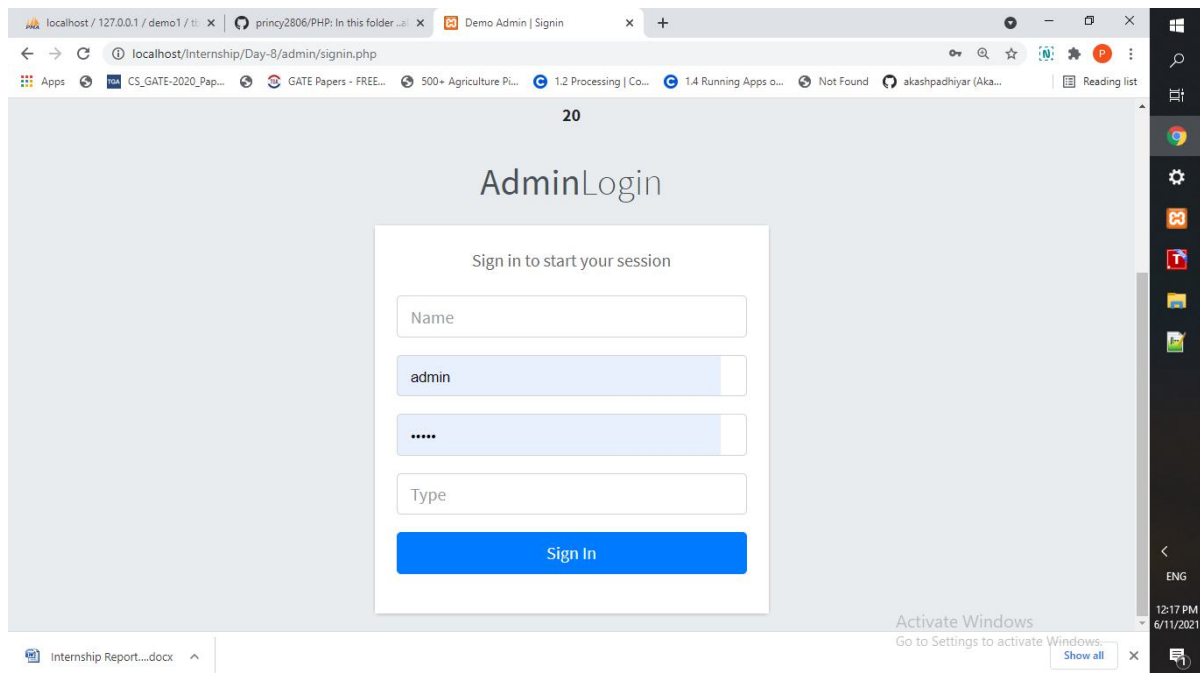 localhost / 127.0.0.1 / demo1 / tb
princy2806/PHP: In this folder ..al
Demo Admin | Signin
localhost/Internship/Day-8/admin/signin.php
P
Apps
CS_GATE-2020_Pap...
GATE Papers - FREE...
500+ Agriculture Pi...
1.2 Processing | Co...
1.4 Running Apps o...
Not Found
akashpadhiyar (Aka...
Reading list
20
AdminLogin
Sign in to start your session
Name
admin
•••••
Type
Sign In
Activate Windows
Go to Settings to activate Windows.
Internship Report....docx
Show all
ENG
12:17 PM
6/11/2021
1